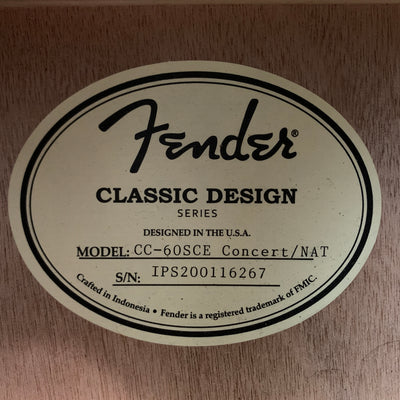 Fender®
CLASSIC DESIGN
SERIES
DESIGNED IN THE U.S.A.
MODEL: CC-60SCE Concert/NAT
S/N: IPS200116267
Crafted in Indonesia • Fender is a registered trademark of FMIC.